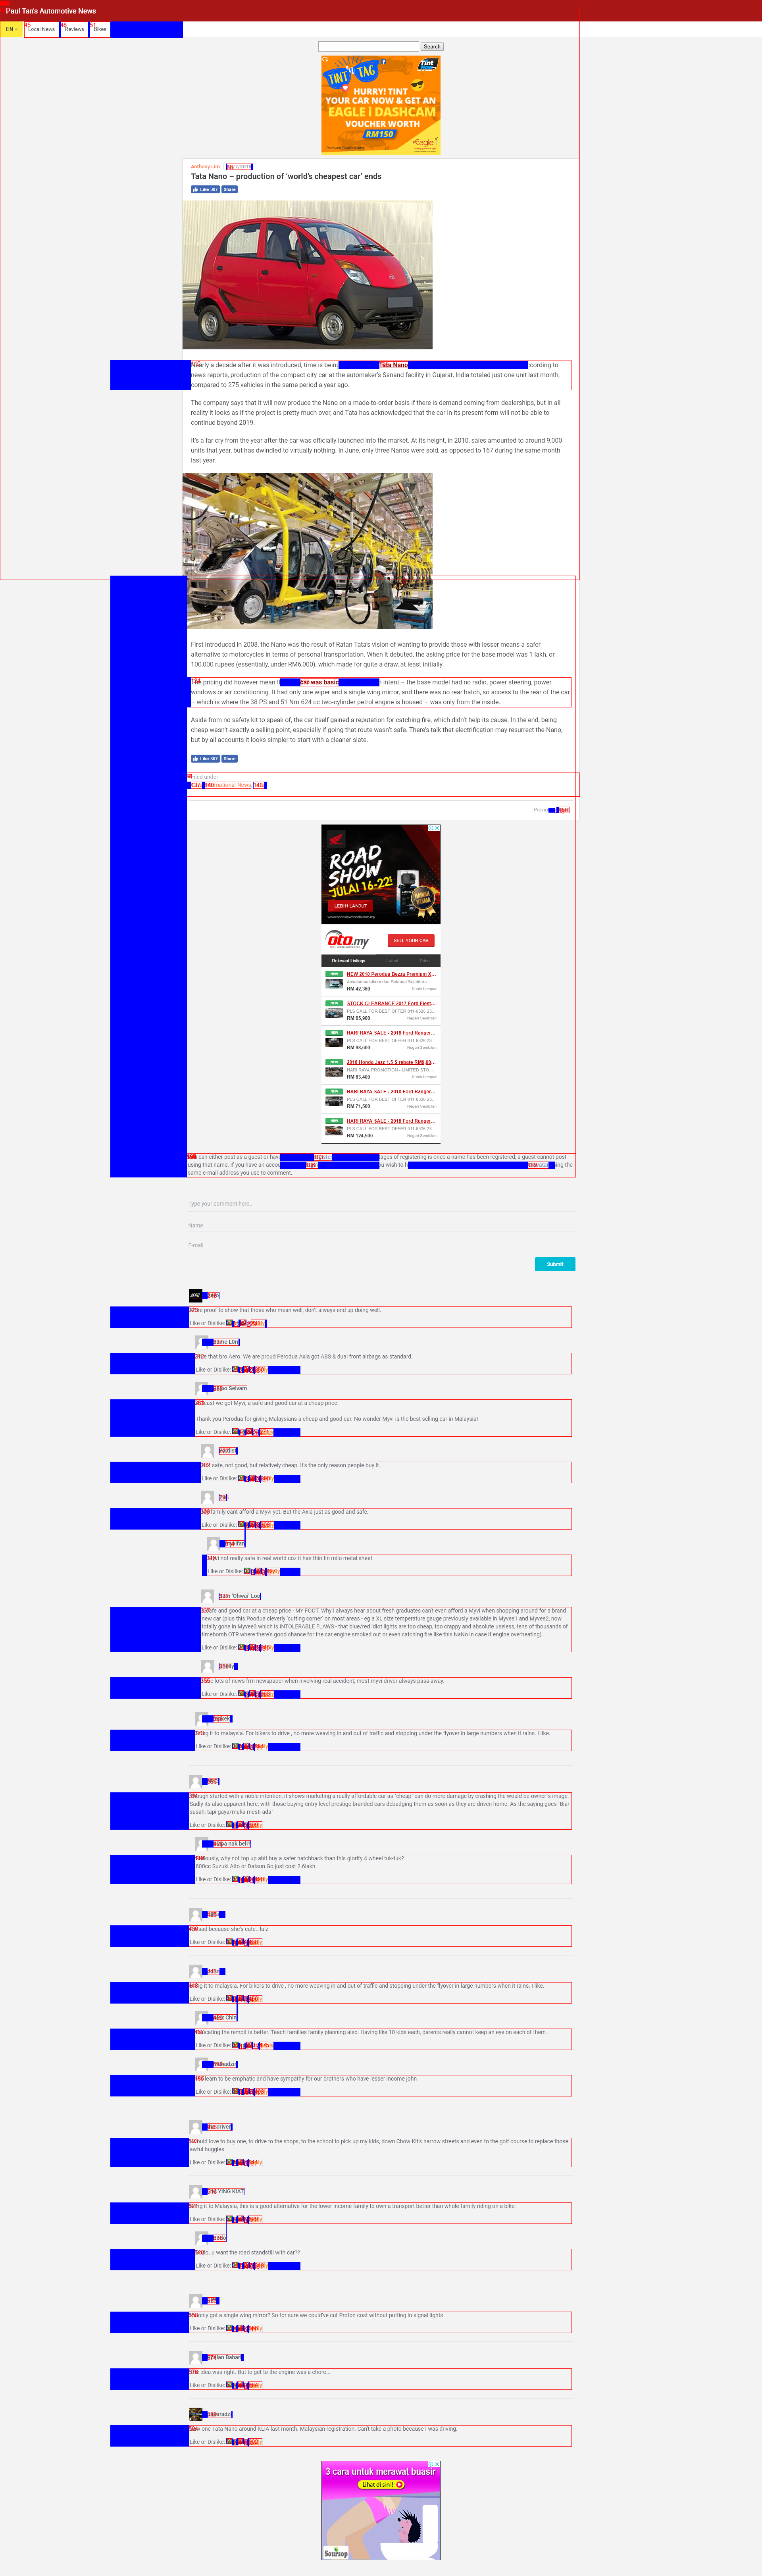 Paul Tan's Automotive News
EN
Local News
Reviews
Bikes
Search
TINT 'N' TAG
Tint
HURRY! TINT
YOUR CAR NOW & GET AN
EAGLE i DASHCAM
VOUCHER WORTH
RM150
Anthony Lim
Tata Nano – production of ‘world’s cheapest car’ ends
Like 387 Share
Nearly a decade after it was introduced, time is being Tata Nano according to
news reports, production of the compact city car at the automaker's Sanand facility in Gujarat, India totaled just one unit last month,
compared to 275 vehicles in the same period a year ago.
The company says that it will now produce the Nano on a made-to-order basis if there is demand coming from dealerships, but in all
reality it looks as if the project is pretty much over, and Tata has acknowledged that the car in its present form will not be able to
continue beyond 2019.
It's a far cry from the year after the car was officially launched into the market. At its height, in 2010, sales amounted to around 9,000
units that year, but has dwindled to virtually nothing. In June, only three Nanos were sold, as opposed to 167 during the same month
last year.
First introduced in 2008, the Nano was the result of Ratan Tata's vision of wanting to provide those with lesser means a safer
alternative to motorcycles in terms of personal transportation. When it debuted, the asking price for the base model was 1 lakh, or
100,000 rupees (essentially, under RM6,000), which made for quite a draw, at least initially.
The pricing did however mean car was basic intent – the base model had no radio, power steering, power
windows or air conditioning. It had only one wiper and a single wing mirror, and there was no rear hatch, so access to the rear of the car
– which is where the 38 PS and 51 Nm 624 cc two-cylinder petrol engine is housed – was only from the inside.
Aside from no safety kit to speak of, the car itself gained a reputation for catching fire, which didn't help its cause. In the end, being
cheap wasn't exactly a selling point, especially if going that route wasn't safe. There's talk that electrification may resurrect the Nano,
but by all accounts it looks simpler to start with a cleaner slate.
Like 387 Share
ROAD
SHOW
JULAI 16-22
LEBIH LANJUT
oto.my
SELL YOUR CAR
Relevant Listings Latest Price
NEW 2018 Perodua Bezza Premium X...
RM 42,360 Kuala Lumpur
STOCK CLEARANCE 2017 Ford Fiest...
PLS CALL FOR BEST OFFER 011-6326 23...
RM 65,900 Negeri Sembilan
HARI RAYA SALE - 2018 Ford Ranger...
PLS CALL FOR BEST OFFER 011-6326 23...
RM 98,600 Negeri Sembilan
2018 Honda Jazz 1.5 S rebate RM9,00...
HARI RAYA PROMOTION - LIMITED STO...
RM 63,400 Kuala Lumpur
HARI RAYA SALE - 2018 Ford Ranger...
PLS CALL FOR BEST OFFER 011-6326 23...
RM 71,500 Negeri Sembilan
HARI RAYA SALE - 2018 Ford Ranger...
PLS CALL FOR BEST OFFER 011-6326 23...
RM 124,500 Negeri Sembilan
can either post as a guest or have ages of registering is once a name has been registered, a guest cannot post
using that name. If you have an you wish to ing the
same e-mail address you use to comment.
Type your comment here..
Name
E-mail
Submit
proof to show that those who mean well, don't always end up doing well.
Like or Dislike:
that bro Aero. We are proud Perodua Axia got ABS & dual front airbags as standard.
Like or Dislike:
Selvam
least we got Myvi, a safe and good car at a cheap price.
Thank you Perodua for giving Malaysians a cheap and good car. No wonder Myvi is the best selling car in Malaysia!
Like or Dislike:
safe, not good, but relatively cheap. It's the only reason people buy it.
Like or Dislike:
family cant afford a Myvi yet. But the Axia just as good and safe.
Like or Dislike:
not really safe in real world coz it has thin tin milo metal sheet
Like or Dislike:
'Ohwai' Loo
safe and good car at a cheap price - MY FOOT. Why i always hear about fresh graduates can't even afford a Myvi when shopping around for a brand
new car (plus this Poodua cleverly 'cutting corner' on most areas - eg a XL size temperature gauge previously available in Myvee1 and Myvee2, now
totally gone in Myvee3 which is INTOLERABLE FLAWS - that blue/red idiot lights are too cheap, too crappy and absolute useless, tens of thousands of
timebomb OTR where there's good chance for the car engine smoked out or even catching fire like this Nahio in case if engine overheating).
Like or Dislike:
lots of news frm newspaper when involving real accident, most myvi driver always pass away.
Like or Dislike:
it to malaysia. For bikers to drive , no more weaving in and out of traffic and stopping under the flyover in large numbers when it rains. I like.
Like or Dislike:
though started with a noble intention, it shows marketing a really affordable car as `cheap` can do more damage by crashing the would-be-owner`s image.
Sadly its also apparent here, with those buying entry level prestige branded cars debadging them as soon as they are driven home. As the saying goes `Biar
susah, tapi gaya/muka mesti ada`
Like or Dislike:
nak beli?
why not top up abit buy a safer hatchback than this glorify 4 wheel tuk-tuk?
800cc Suzuki Alto or Datsun Go just cost 2.6lakh.
Like or Dislike:
sad because she's cute.. lulz
Like or Dislike:
it to malaysia. For bikers to drive , no more weaving in and out of traffic and stopping under the flyover in large numbers when it rains. I like.
Like or Dislike:
Chin
the rempit is better. Teach families family planning also. Having like 10 kids each, parents really cannot keep an eye on each of them.
Like or Dislike:
learn to be emphatic and have sympathy for our brothers who have lesser income john
Like or Dislike:
would love to buy one, to drive to the shops, to the school to pick up my kids, down Chow Kit's narrow streets and even to the golf course to replace those
awful buggies
Like or Dislike:
YING KIAT
it to Malaysia, this is a good alternative for the lower income family to own a transport better than whole family riding on a bike.
Like or Dislike:
u want the road standstill with car??
Like or Dislike:
only got a single wing mirror? So for sure we could've cut Proton cost without putting in signal lights
Like or Dislike:
Bahari
idea was right. But to get to the engine was a chore...
Like or Dislike:
one Tata Nano around KLIA last month. Malaysian registration. Can't take a photo because I was driving.
Like or Dislike:
3 cara untuk merawat buasir
Lihat di sini!
Soursop